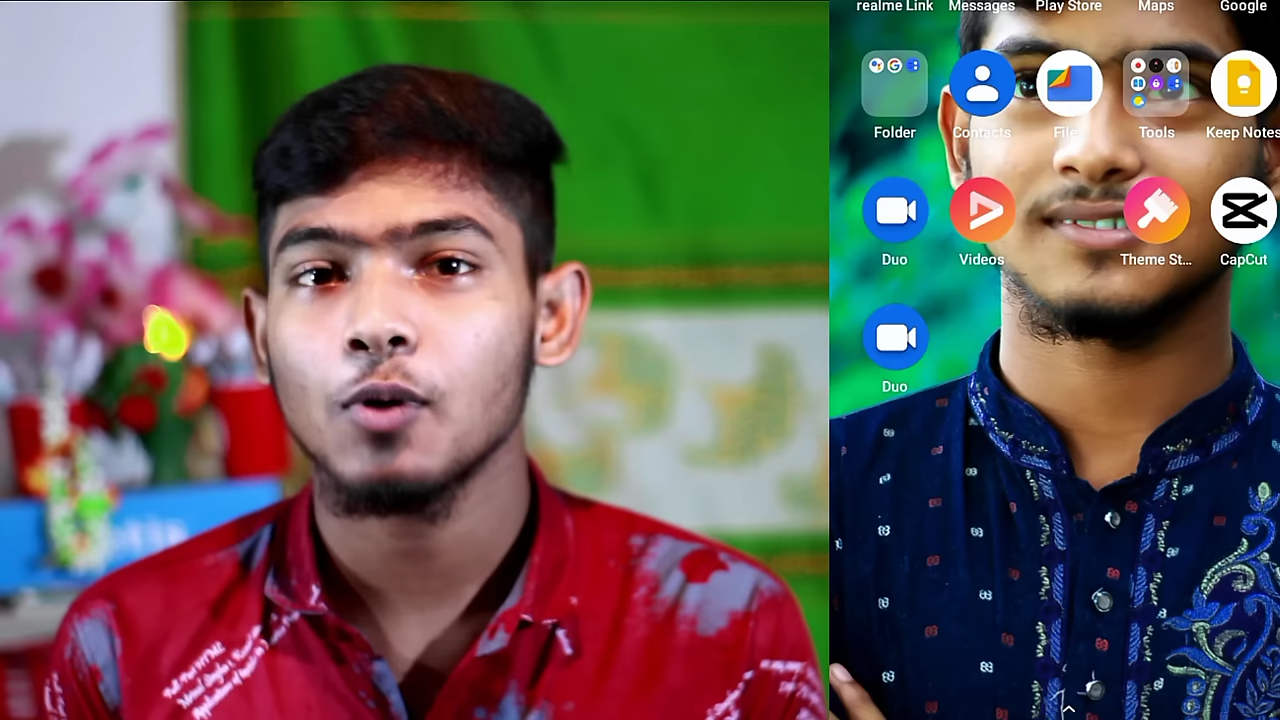 realme Link Messages Play Store Maps Google
Folder Contacts File Tools Keep Notes
Duo Videos Theme St... CapCut
Duo